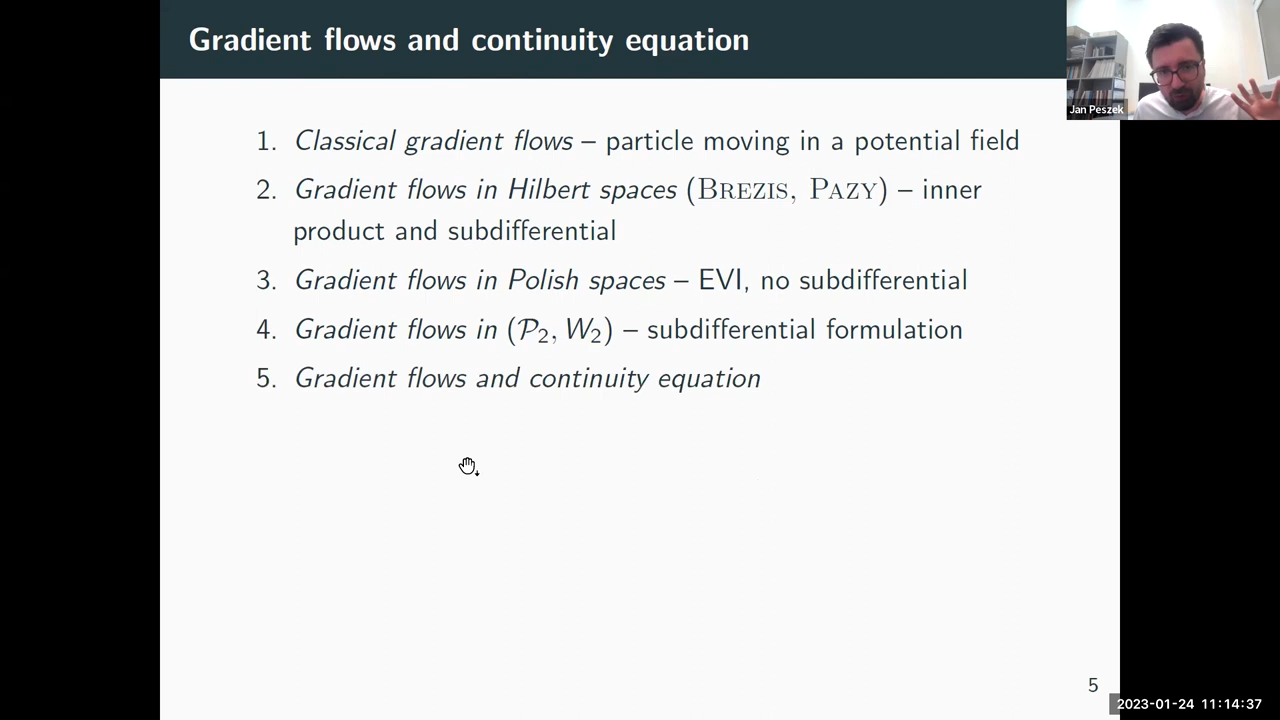 Gradient flows and continuity equation
Jan Peszek
1. Classical gradient flows – particle moving in a potential field
2. Gradient flows in Hilbert spaces (BREZIS, PAZY) – inner
product and subdifferential
3. Gradient flows in Polish spaces – EVI, no subdifferential
4. Gradient flows in (𝒫₂, W₂) – subdifferential formulation
5. Gradient flows and continuity equation
5
2023-01-24 11:14:37